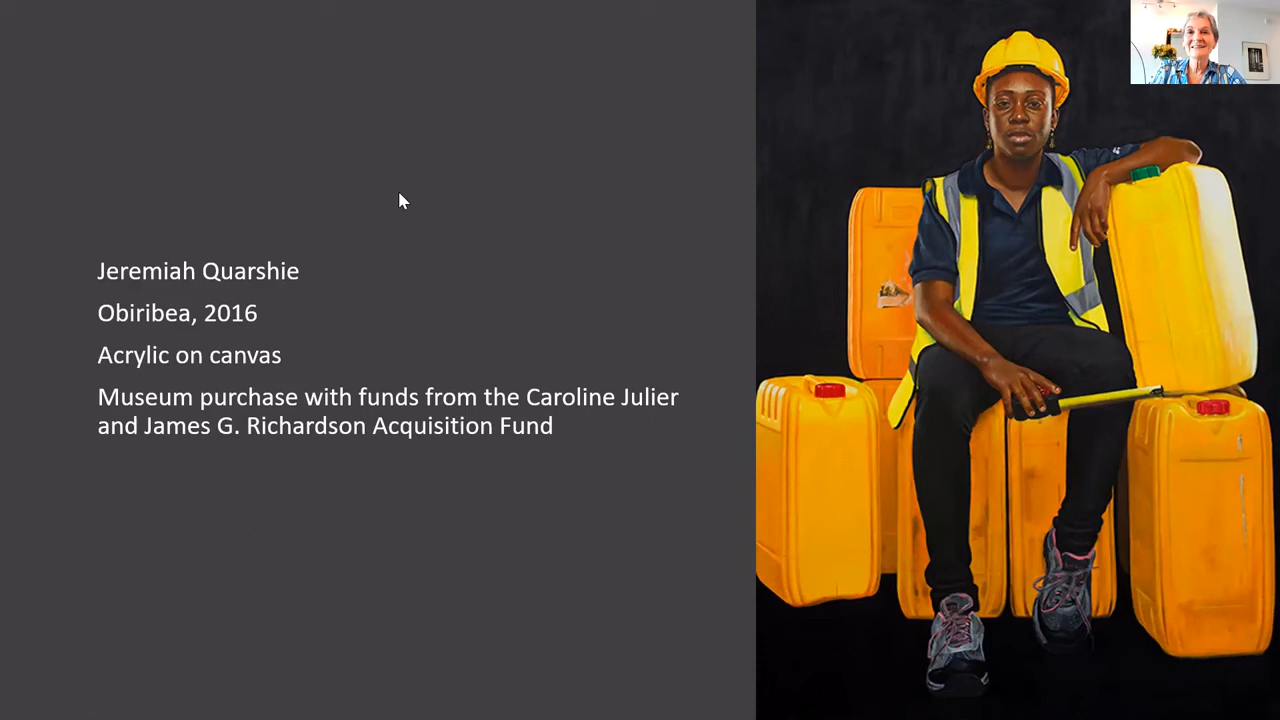 Jeremiah Quarshie
Obiribea, 2016
Acrylic on canvas
Museum purchase with funds from the Caroline Julier
and James G. Richardson Acquisition Fund